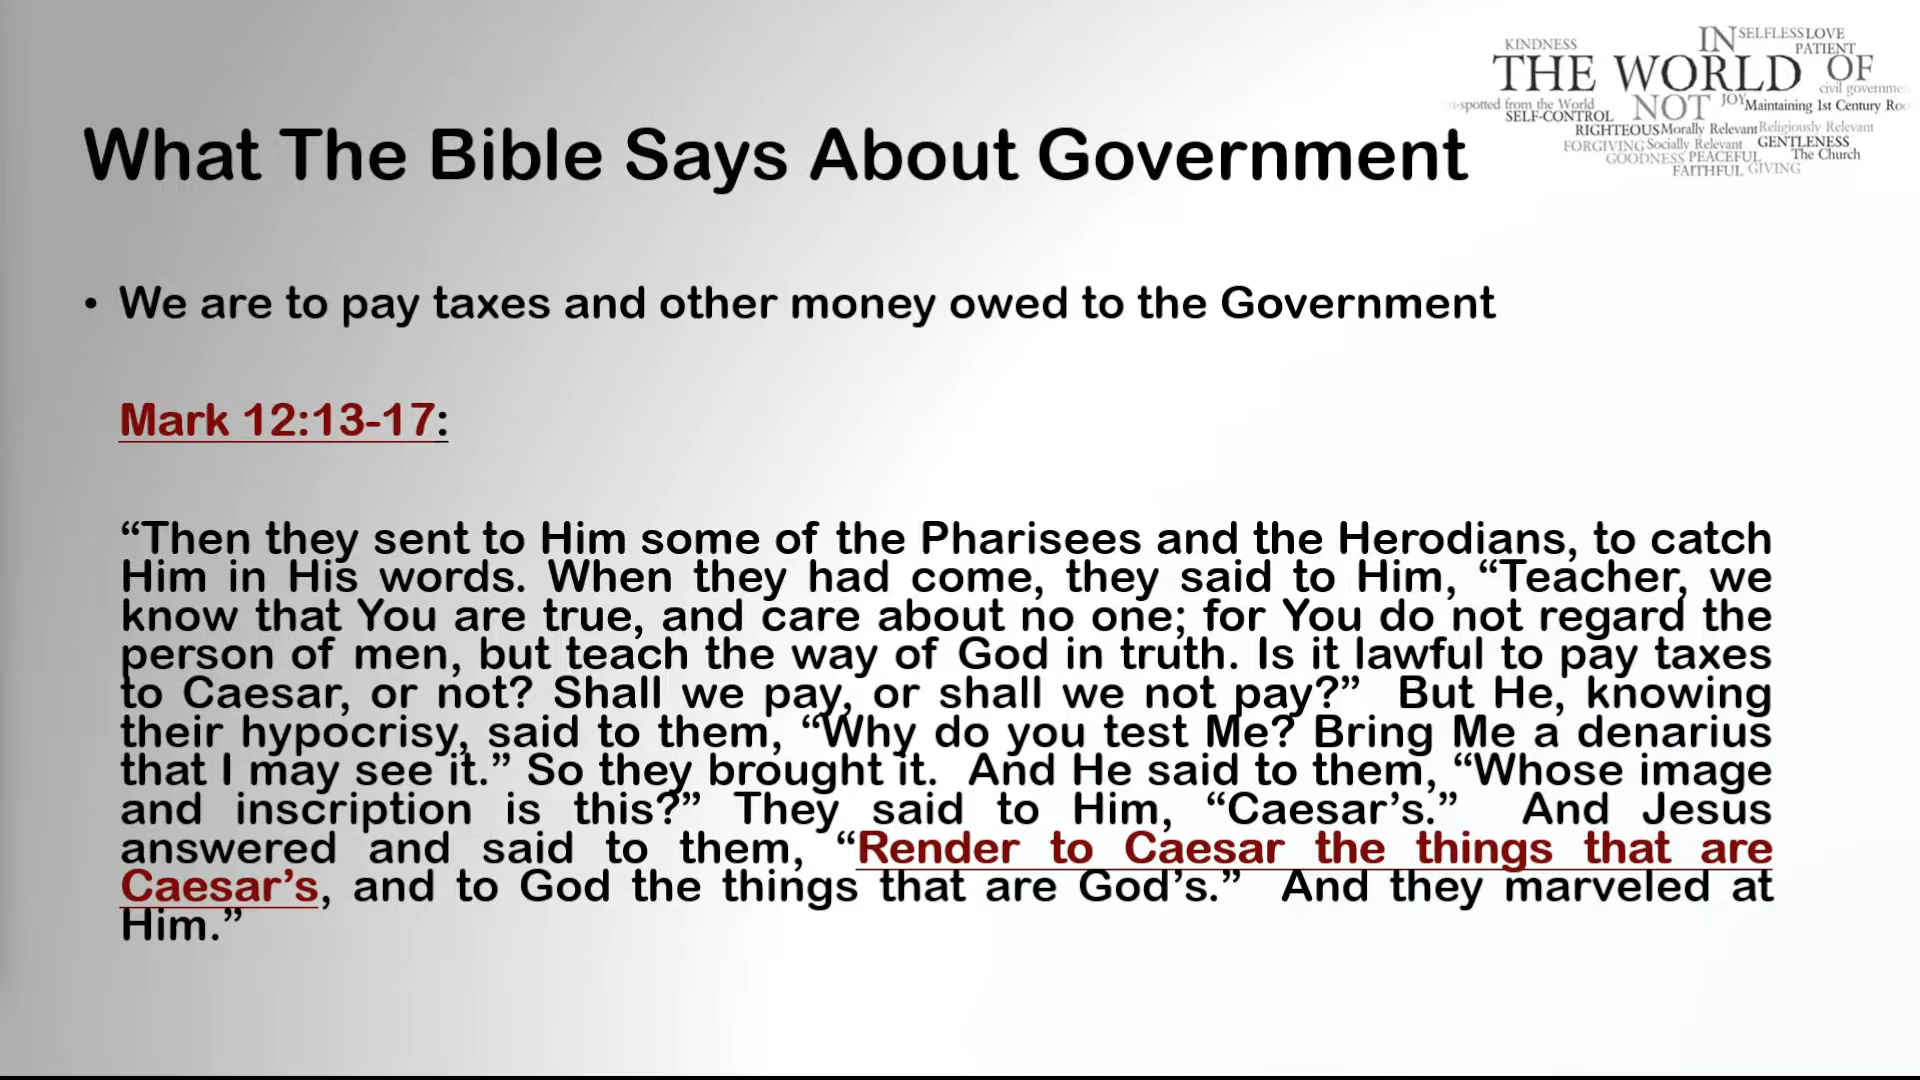 KINDNESS
IN SELFLESS LOVE
PATIENT
THE WORLD OF
civil governme
-spotted from the World NOT JOY Maintaining 1st Century Roo
SELF-CONTROL
RIGHTEOUS Morally Relevant Religiously Relevant
FORGIVING Socially Relevant GENTLENESS
GOODNESS PEACEFUL The Church
FAITHFUL GIVING
What The Bible Says About Government
• We are to pay taxes and other money owed to the Government
Mark 12:13-17:
“Then they sent to Him some of the Pharisees and the Herodians, to catch
Him in His words. When they had come, they said to Him, “Teacher, we
know that You are true, and care about no one; for You do not regard the
person of men, but teach the way of God in truth. Is it lawful to pay taxes
to Caesar, or not? Shall we pay, or shall we not pay?” But He, knowing
their hypocrisy, said to them, “Why do you test Me? Bring Me a denarius
that I may see it.” So they brought it. And He said to them, “Whose image
and inscription is this?” They said to Him, “Caesar’s.” And Jesus
answered and said to them, “Render to Caesar the things that are
Caesar’s, and to God the things that are God’s.” And they marveled at
Him.”